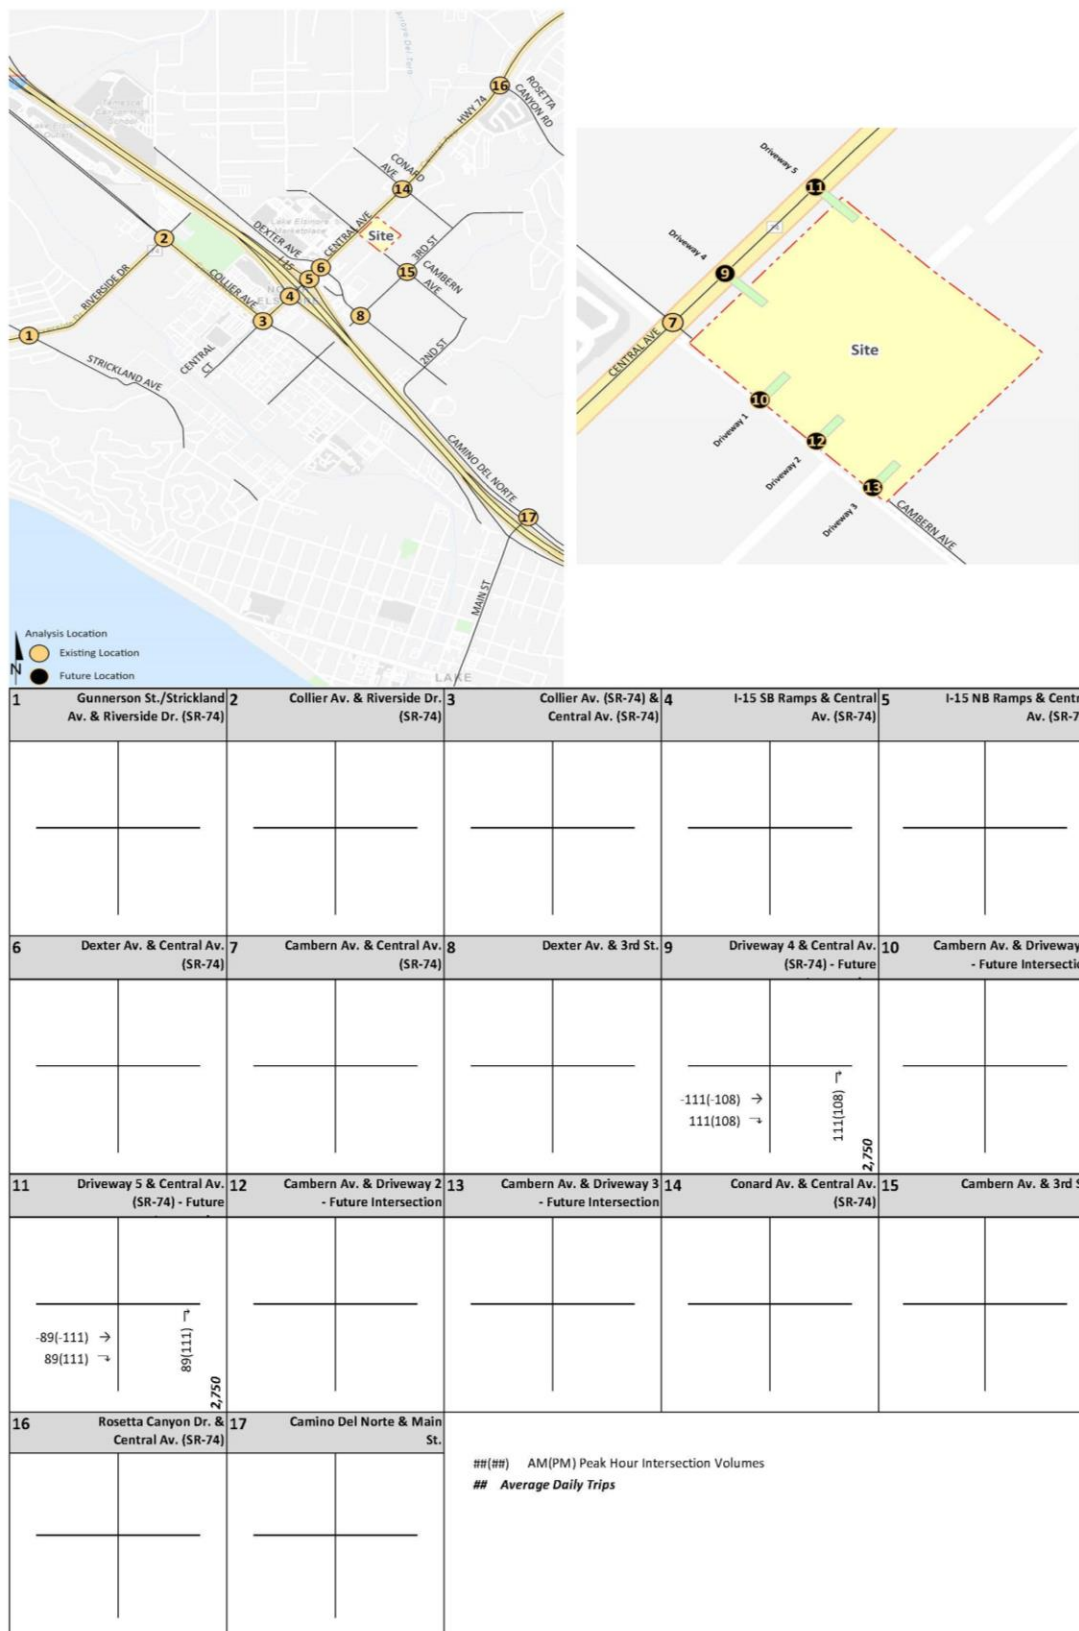 HWY 74
ROSETTA
CANYON RD
16
CONARD
AVE
14
DEXTER AVE
CENTRAL AVE
Site
3RD ST
CAMBERN
AVE
15
I-15
6
5
4
3
8
2
RIVERSIDE DR
COLLIER AVE
1
STRICKLAND AVE
CENTRAL
CT
2ND ST
CAMINO DEL NORTE
17
MAIN ST
LAKE
Analysis Location
N
Existing Location
Future Location
Driveway 5
11
74
Driveway 4
9
7
CENTRAL AVE
Site
10
Driveway 1
12
Driveway 2
13
Driveway 3
CAMBERN AVE
1 Gunnerson St./Strickland
Av. & Riverside Dr. (SR-74)
2 Collier Av. & Riverside Dr.
(SR-74)
3 Collier Av. (SR-74) &
Central Av. (SR-74)
4 I-15 SB Ramps & Central
Av. (SR-74)
5 I-15 NB Ramps & Centr
Av. (SR-7
6 Dexter Av. & Central Av.
(SR-74)
7 Cambern Av. & Central Av.
(SR-74)
8 Dexter Av. & 3rd St.
9 Driveway 4 & Central Av.
(SR-74) - Future
-111(-108)
111(108)
111(108)
2,750
10 Cambern Av. & Driveway
- Future Intersectio
11 Driveway 5 & Central Av.
(SR-74) - Future
-89(-111)
89(111)
89(111)
2,750
12 Cambern Av. & Driveway 2
- Future Intersection
13 Cambern Av. & Driveway 3
- Future Intersection
14 Conard Av. & Central Av.
(SR-74)
15 Cambern Av. & 3rd S
16 Rosetta Canyon Dr. &
Central Av. (SR-74)
17 Camino Del Norte & Main
St.
##(##) AM(PM) Peak Hour Intersection Volumes
## Average Daily Trips